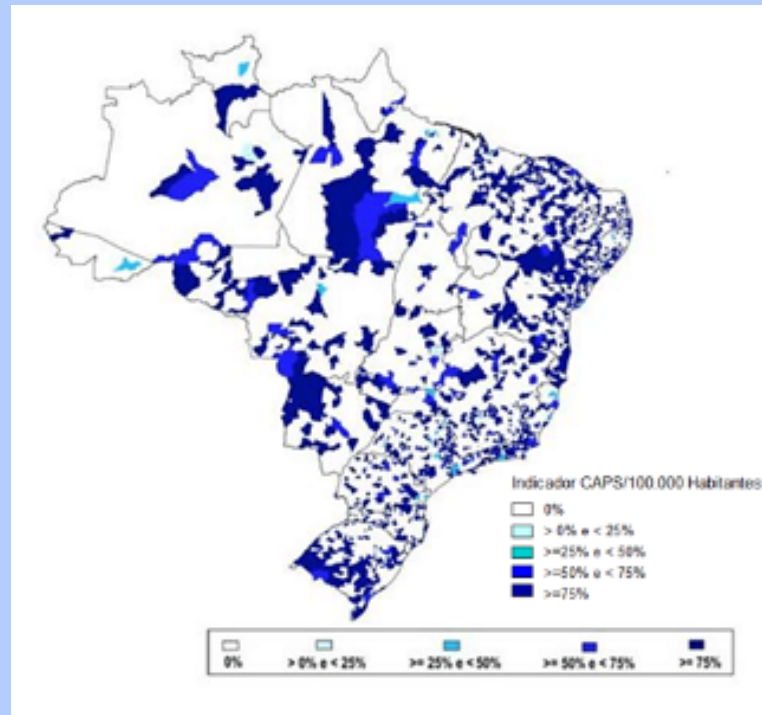 Indicador CAPS/100.000 Habitantes
0%
> 0% e < 25%
>=25% e < 50%
>=50% e < 75%
>=75%
0% > 0% e < 25% >= 25% e < 50% >= 50% e < 75% >= 75%